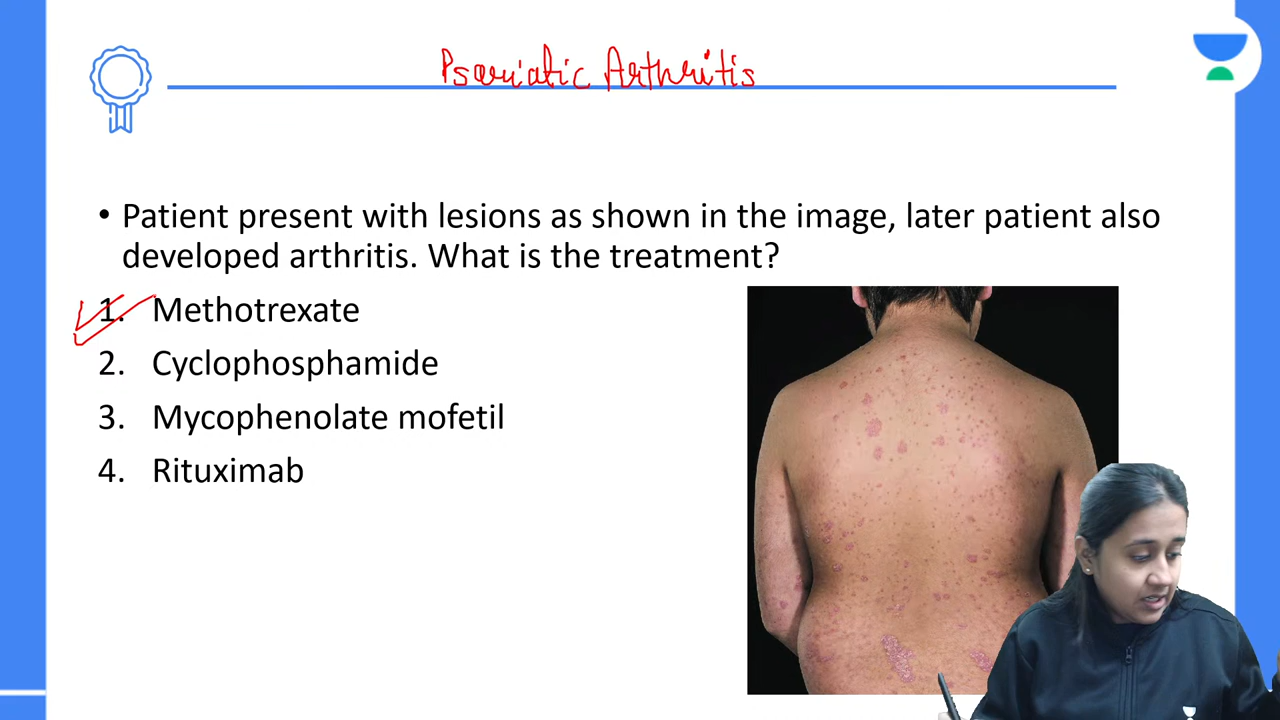 Psoriatic Arthritis
• Patient present with lesions as shown in the image, later patient also
developed arthritis. What is the treatment?
1. Methotrexate
2. Cyclophosphamide
3. Mycophenolate mofetil
4. Rituximab